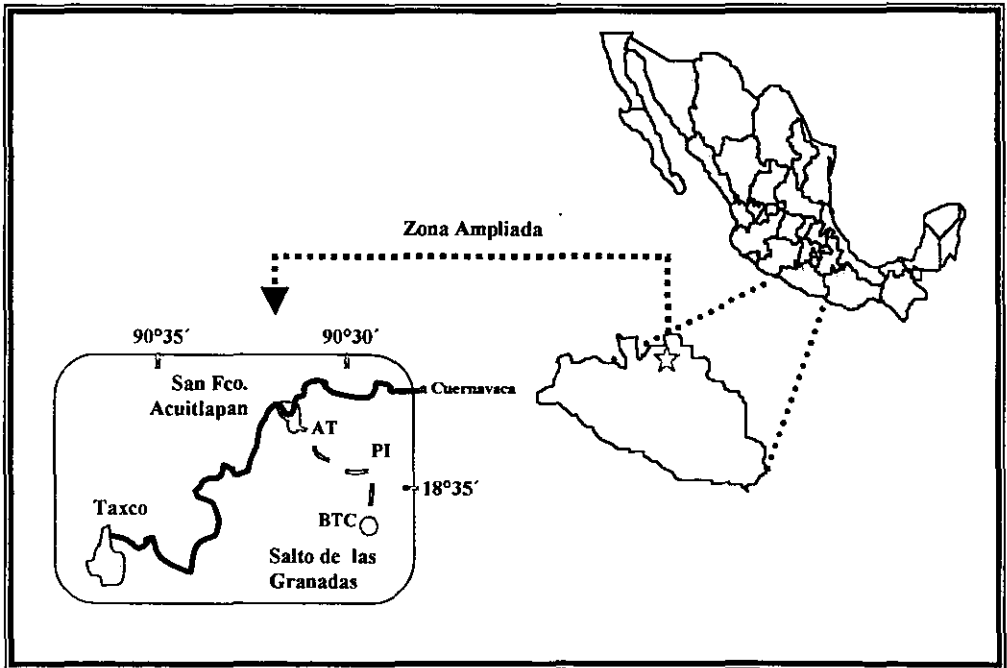 Zona Ampliada
90°35´
90°30´
San Fco.
Acuitlapan
a Cuernavaca
AT
PI
18°35´
Taxco
BTC
Salto de las
Granadas